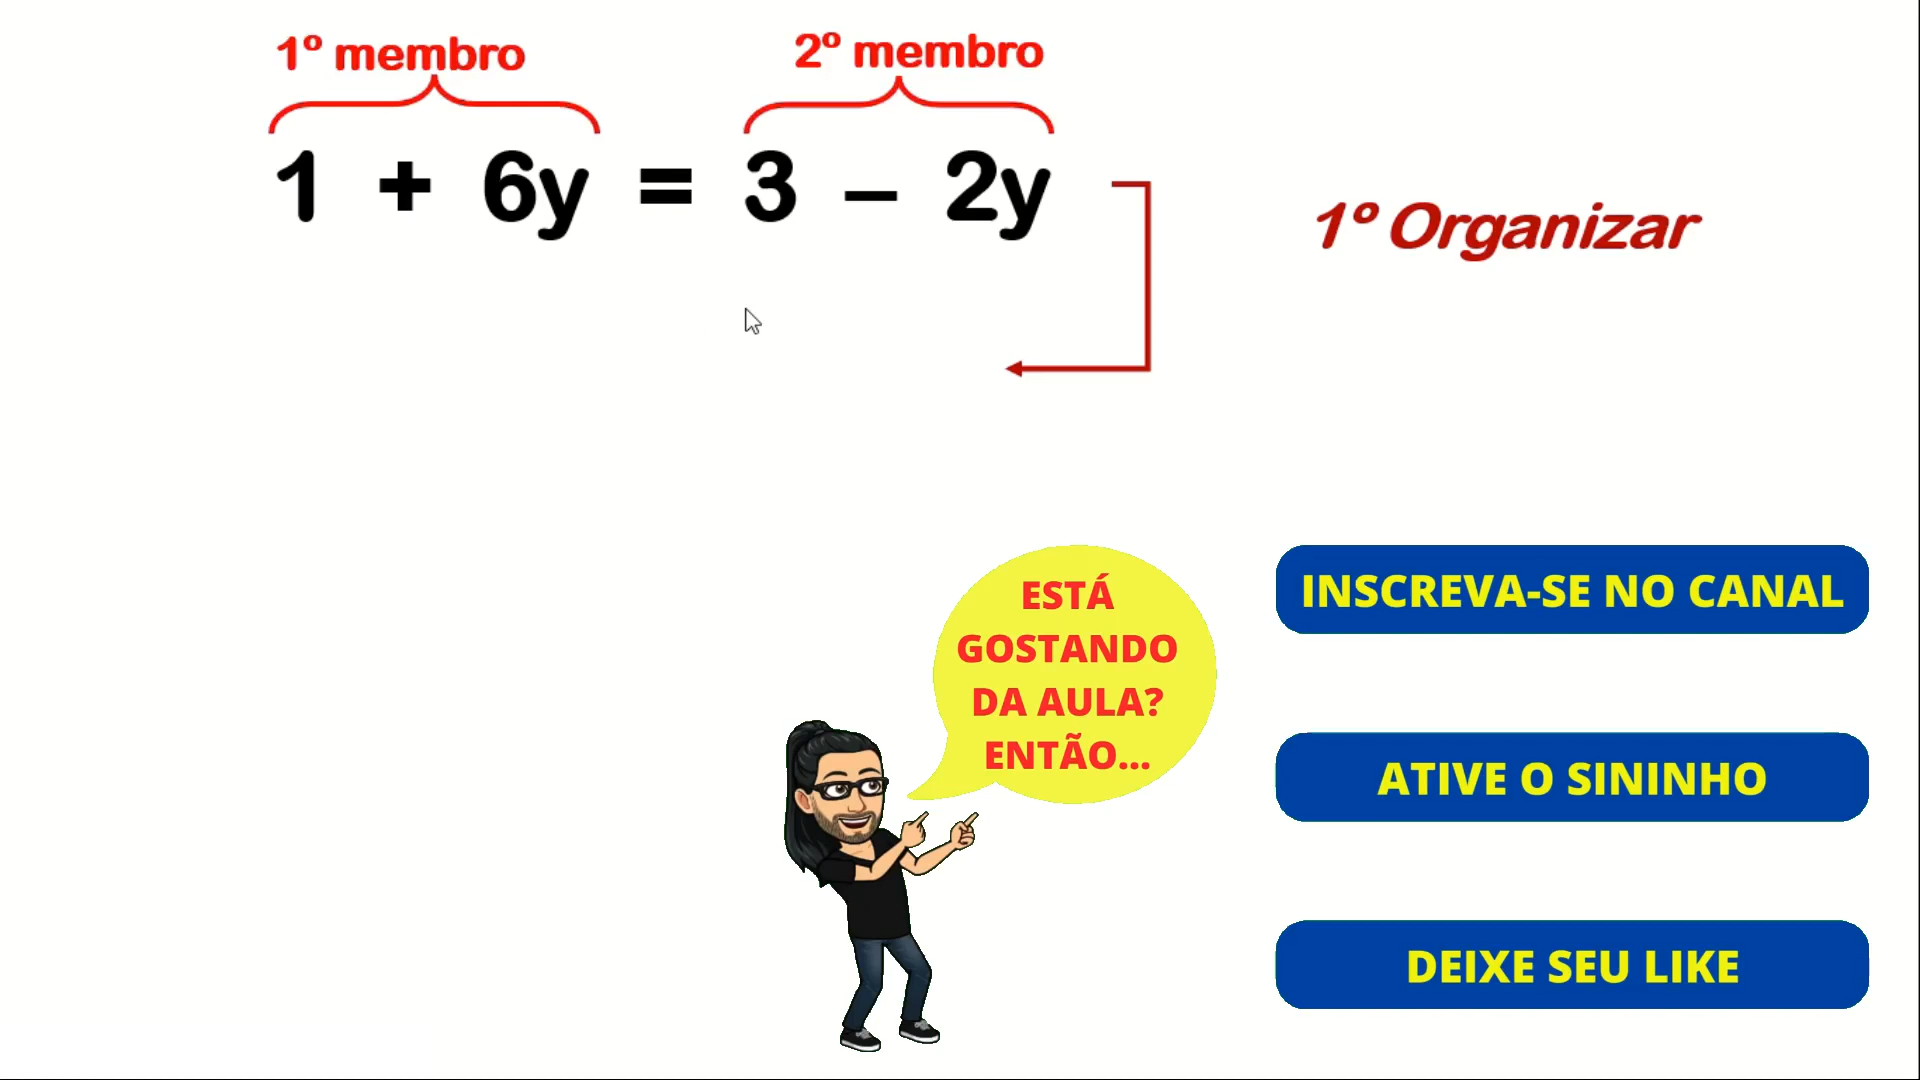 1º membro
2º membro
1 + 6y = 3 – 2y
1º Organizar
ESTÁ
GOSTANDO
DA AULA?
ENTÃO...
INSCREVA-SE NO CANAL
ATIVE O SININHO
DEIXE SEU LIKE